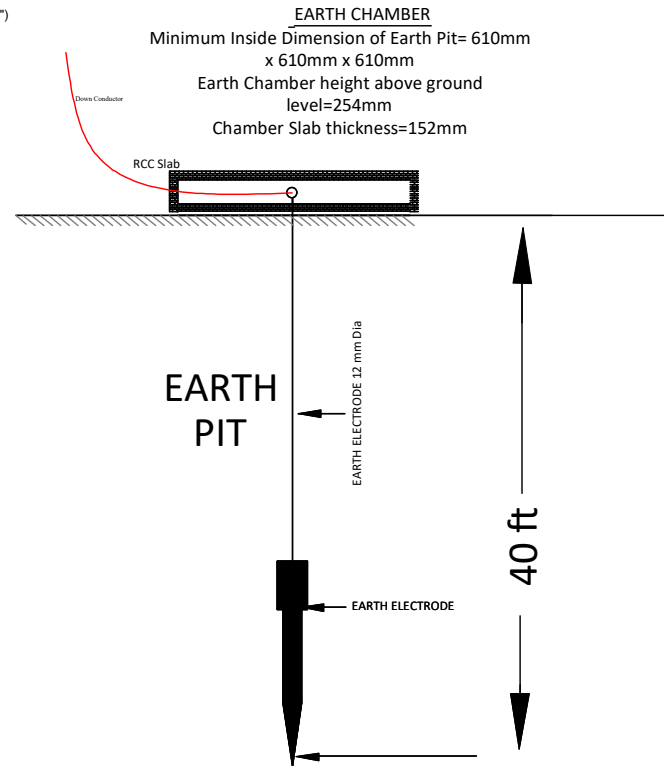 ")
EARTH CHAMBER
Minimum Inside Dimension of Earth Pit= 610mm
x 610mm x 610mm
Earth Chamber height above ground
level=254mm
Chamber Slab thickness=152mm
Down Conductor
RCC Slab
EARTH
PIT
EARTH ELECTRODE 12 mm Dia
40 ft
EARTH ELECTRODE